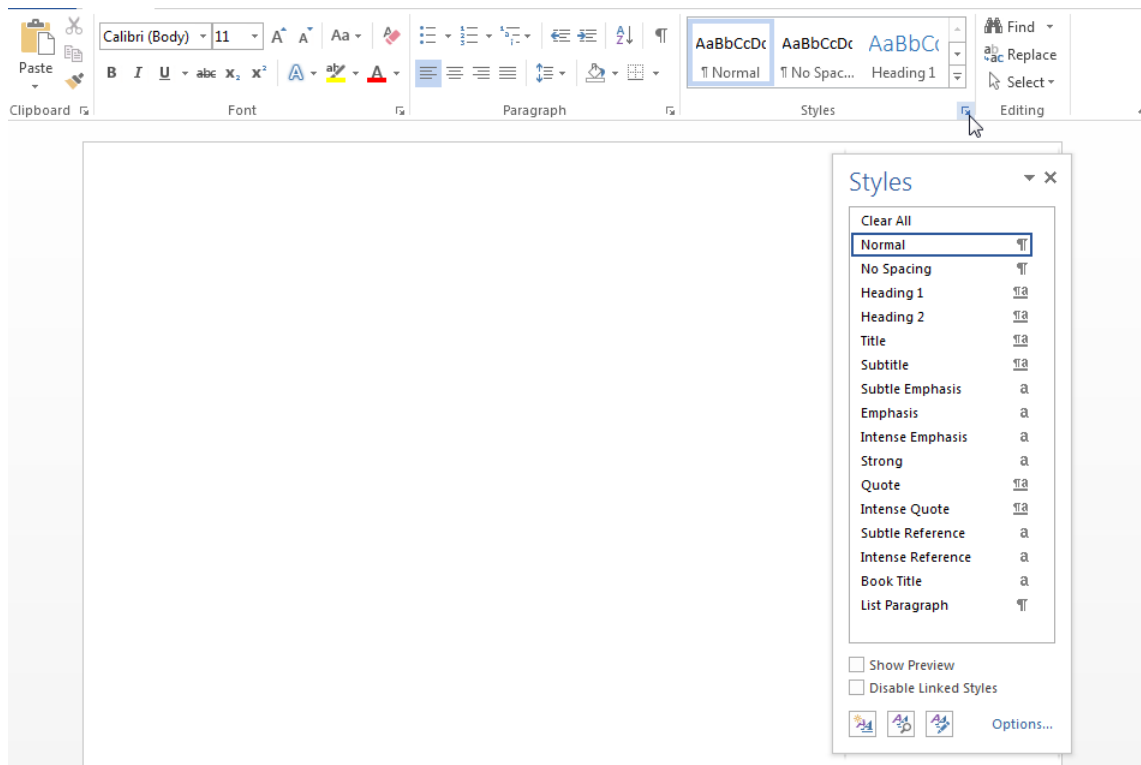 Calibri (Body) 11 A A Aa
Paste
B I U abc X₂ X² A aby A
AaBbCcDc AaBbCcDc AaBbC
¶ Normal ¶ No Spac... Heading 1
Find
Replace
Select
Clipboard Font Paragraph Styles Editing
Styles
Clear All
Normal ¶
No Spacing ¶
Heading 1 ¶a
Heading 2 ¶a
Title ¶a
Subtitle ¶a
Subtle Emphasis a
Emphasis a
Intense Emphasis a
Strong a
Quote ¶a
Intense Quote ¶a
Subtle Reference a
Intense Reference a
Book Title a
List Paragraph ¶
Show Preview
Disable Linked Styles
Options...